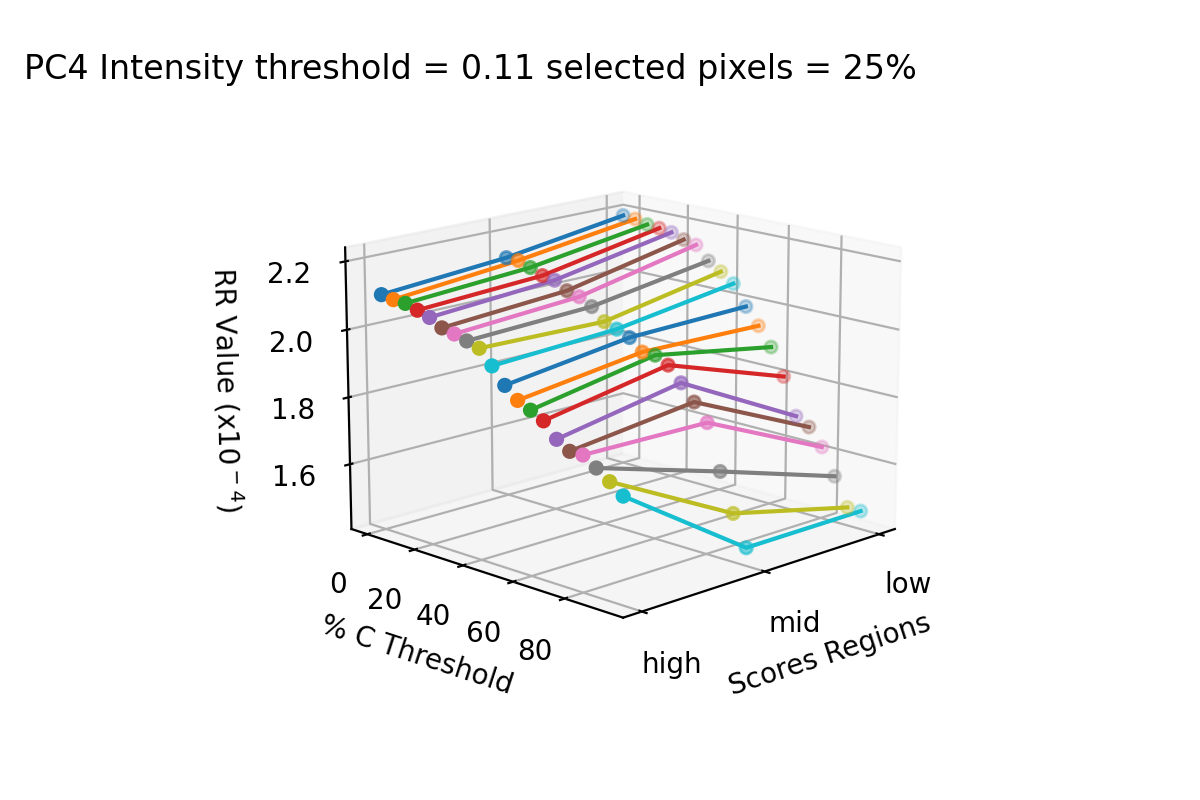 PC4 Intensity threshold = 0.11 selected pixels = 25%
2.2
2.0
1.8
1.6
RR Value (x10⁻⁴)
0
20
40
60
80
% C Threshold
high
mid
low
Scores Regions